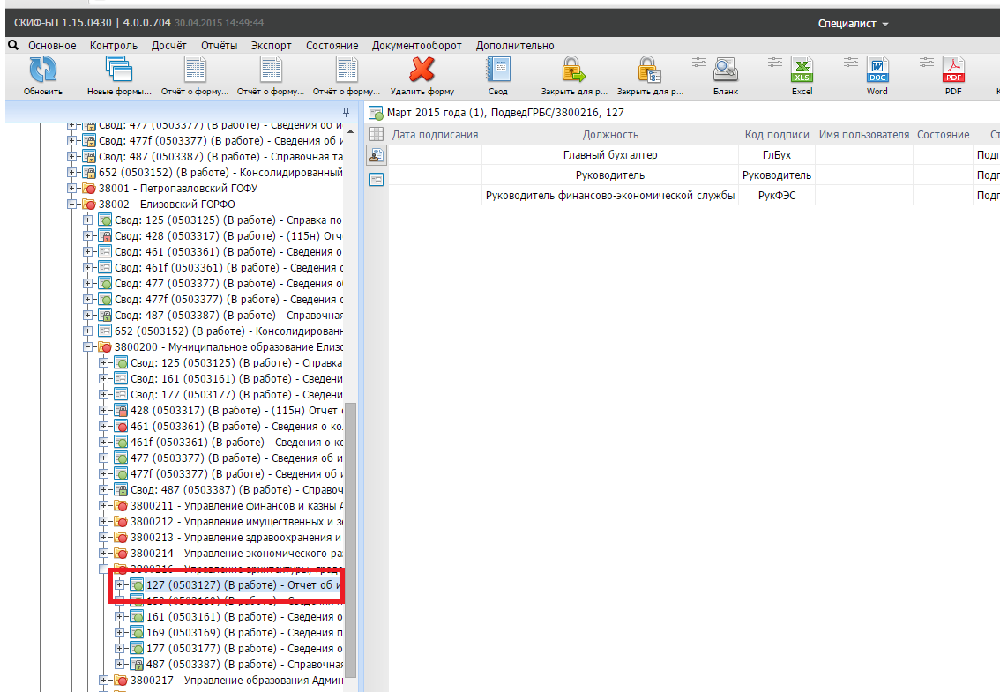 СКИФ-БП 1.15.0430 | 4.0.0.704 30.04.2015 14:49:44
Специалист
Основное Контроль Досчёт Отчёты Экспорт Состояние Документооборот Дополнительно
Обновить Новые формы... Отчёт о форму... Отчёт о форму... Отчёт о форму... Удалить форму Свод Закрыть для р... Закрыть для р... Бланк Excel Word PDF
Март 2015 года (1), ПодведГРБС/3800216, 127
Дата подписания Должность Код подписи Имя пользователя Состояние Ст
Главный бухгалтер ГлБух Подп
Руководитель Руководитель Подп
Руководитель финансово-экономической службы РукФЭС Подп
Свод: 477 (0503377) (В работе) - Сведения об и
Свод: 477f (0503377) (В работе) - Сведения об и
Свод: 487 (0503387) (В работе) - Справочная та
652 (0503152) (В работе) - Консолидированный
38001 - Петропавловский ГОФУ
38002 - Елизовский ГОРФО
Свод: 125 (0503125) (В работе) - Справка по
Свод: 428 (0503317) (В работе) - (115н) Отч
Свод: 461 (0503361) (В работе) - Сведения о
Свод: 461f (0503361) (В работе) - Сведения о
Свод: 477 (0503377) (В работе) - Сведения о
Свод: 477f (0503377) (В работе) - Сведения о
Свод: 487 (0503387) (В работе) - Справочная
652 (0503152) (В работе) - Консолидированн
3800200 - Муниципальное образование Елизо
Свод: 125 (0503125) (В работе) - Справка
Свод: 161 (0503161) (В работе) - Сведени
Свод: 177 (0503177) (В работе) - Сведени
428 (0503317) (В работе) - (115н) Отчет
461 (0503361) (В работе) - Сведения о ко
461f (0503361) (В работе) - Сведения о ко
477 (0503377) (В работе) - Сведения об и
477f (0503377) (В работе) - Сведения об и
Свод: 487 (0503387) (В работе) - Справоч
3800211 - Управление финансов и казны А
3800212 - Управление имущественных и зе
3800213 - Управление здравоохранения и
3800214 - Управление экономического раз
3800216 - Управление архитектуры, градо
127 (0503127) (В работе) - Отчет об и
(В работе) - Сведения
161 (0503161) (В работе) - Сведения о
169 (0503169) (В работе) - Сведения п
177 (0503177) (В работе) - Сведения о
487 (0503387) (В работе) - Справочная
3800217 - Управление образования Админ